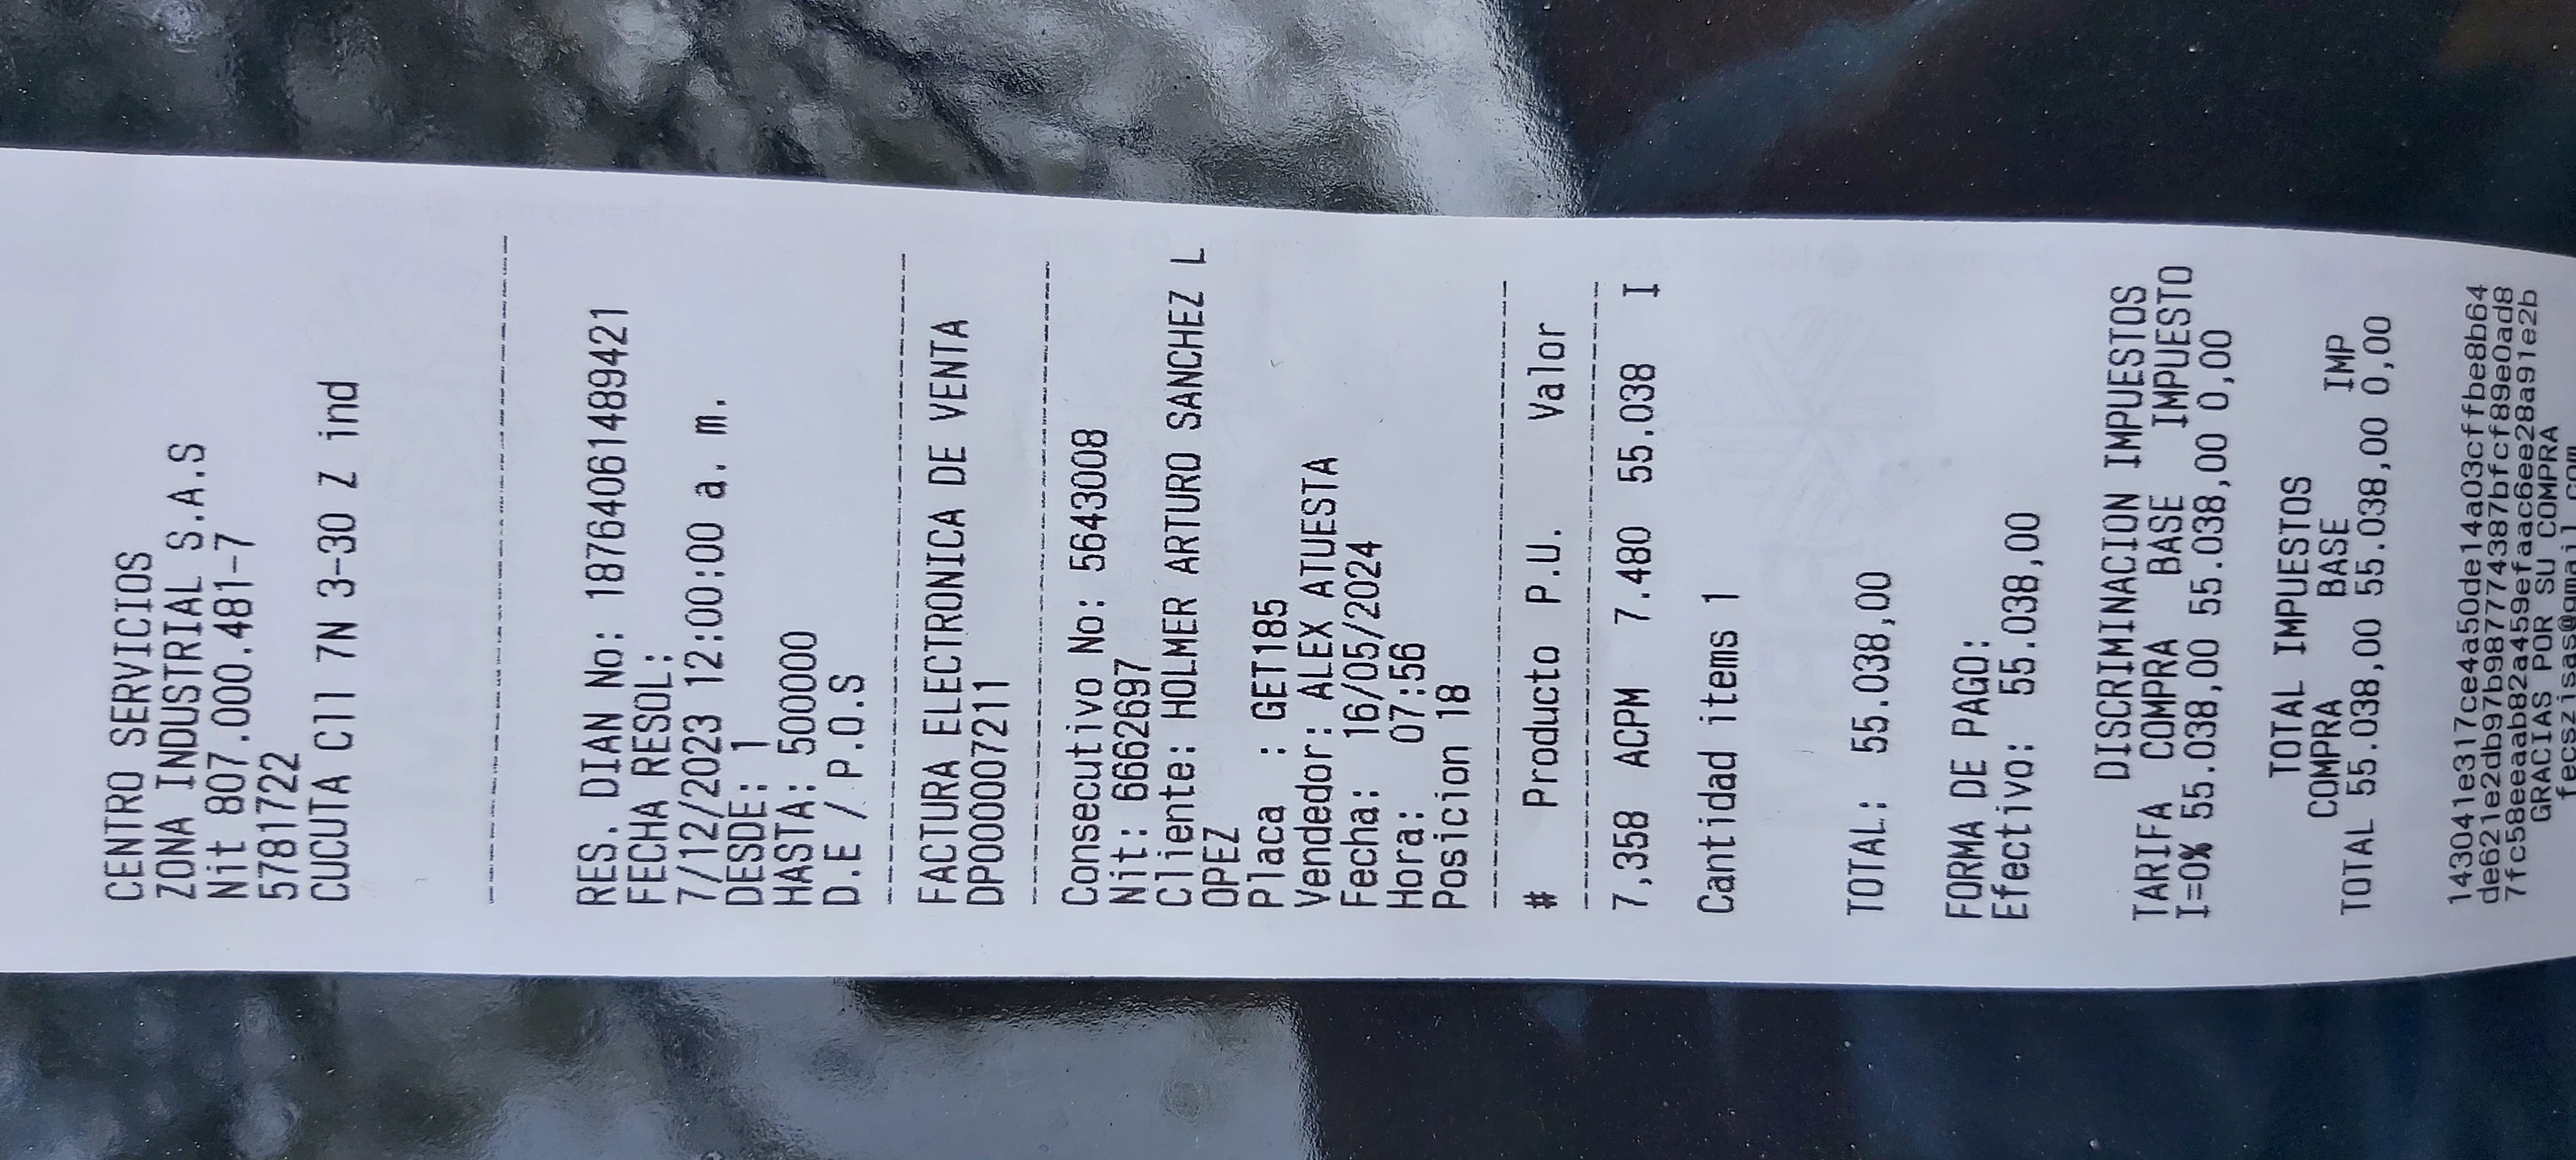 CENTRO SERVICIOS
ZONA INDUSTRIAL S.A.S
Nit 807.000.481-7
5781722
CUCUTA Cll 7N 3-30 Z ind
RES. DIAN No: 18764061489421
FECHA RESOL:
7/12/2023 12:00:00 a. m.
DESDE: 1
HASTA: 500000
D.E / P.O.S
FACTURA ELECTRONICA DE VENTA
DP00007211
Consecutivo No: 5643008
Nit: 66626697
Cliente: HOLMER ARTURO SANCHEZ L
OPEZ
Placa : GET185
Vendedor: ALEX ATUESTA
Fecha: 16/05/2024
Hora: 07:56
Posicion 18
# Producto P.U. Valor
7,358 ACPM 7.480 55.038 I
Cantidad items 1
TOTAL: 55.038,00
FORMA DE PAGO:
Efectivo: 55.038,00
DISCRIMINACION IMPUESTOS
TARIFA COMPRA BASE IMPUESTO
I=0% 55.038,00 55.038,00 0,00
TOTAL IMPUESTOS
COMPRA BASE IMP
TOTAL 55.038,00 55.038,00 0,00
143041e317ce4a50de14a03cffbe8b64
de621e2db97b987774387bfcf89e0ad8
7fc58eeaab82a459efaac6ee28a91e2b
GRACIAS POR SU COMPRA
fecszisas@gmail.com